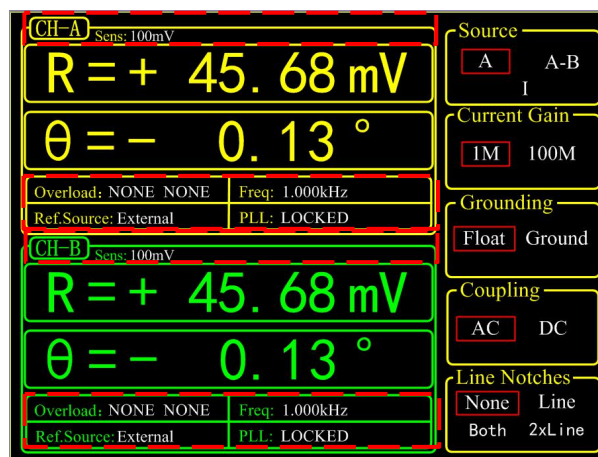 CH-A Sens: 100mV
R = + 45.68 mV
θ = - 0.13 °
Overload: NONE NONE Freq: 1.000kHz
Ref.Source: External PLL: LOCKED
CH-B Sens: 100mV
R = + 45.68 mV
θ = - 0.13 °
Overload: NONE NONE Freq: 1.000kHz
Ref.Source: External PLL: LOCKED
Source
A A-B
I
Current Gain
1M 100M
Grounding
Float Ground
Coupling
AC DC
Line Notches
None Line
Both 2xLine